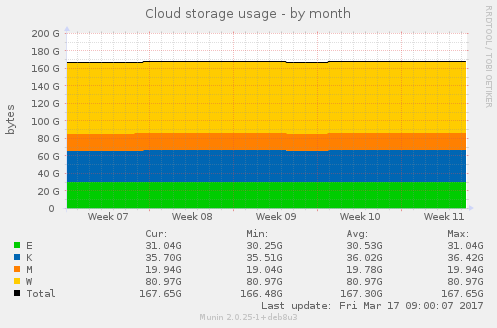 Cloud storage usage - by month
RRDTOOL / TOBI OETIKER
bytes
200 G
180 G
160 G
140 G
120 G
100 G
80 G
60 G
40 G
20 G
0
Week 07 Week 08 Week 09 Week 10 Week 11
Cur: Min: Avg: Max:
E 31.04G 30.25G 30.53G 31.04G
K 35.70G 35.51G 36.02G 36.42G
M 19.94G 19.04G 19.78G 19.94G
W 80.97G 80.97G 80.97G 80.97G
Total 167.65G 166.48G 167.30G 167.65G
Last update: Fri Mar 17 09:00:07 2017
Munin 2.0.25-1+deb8u3